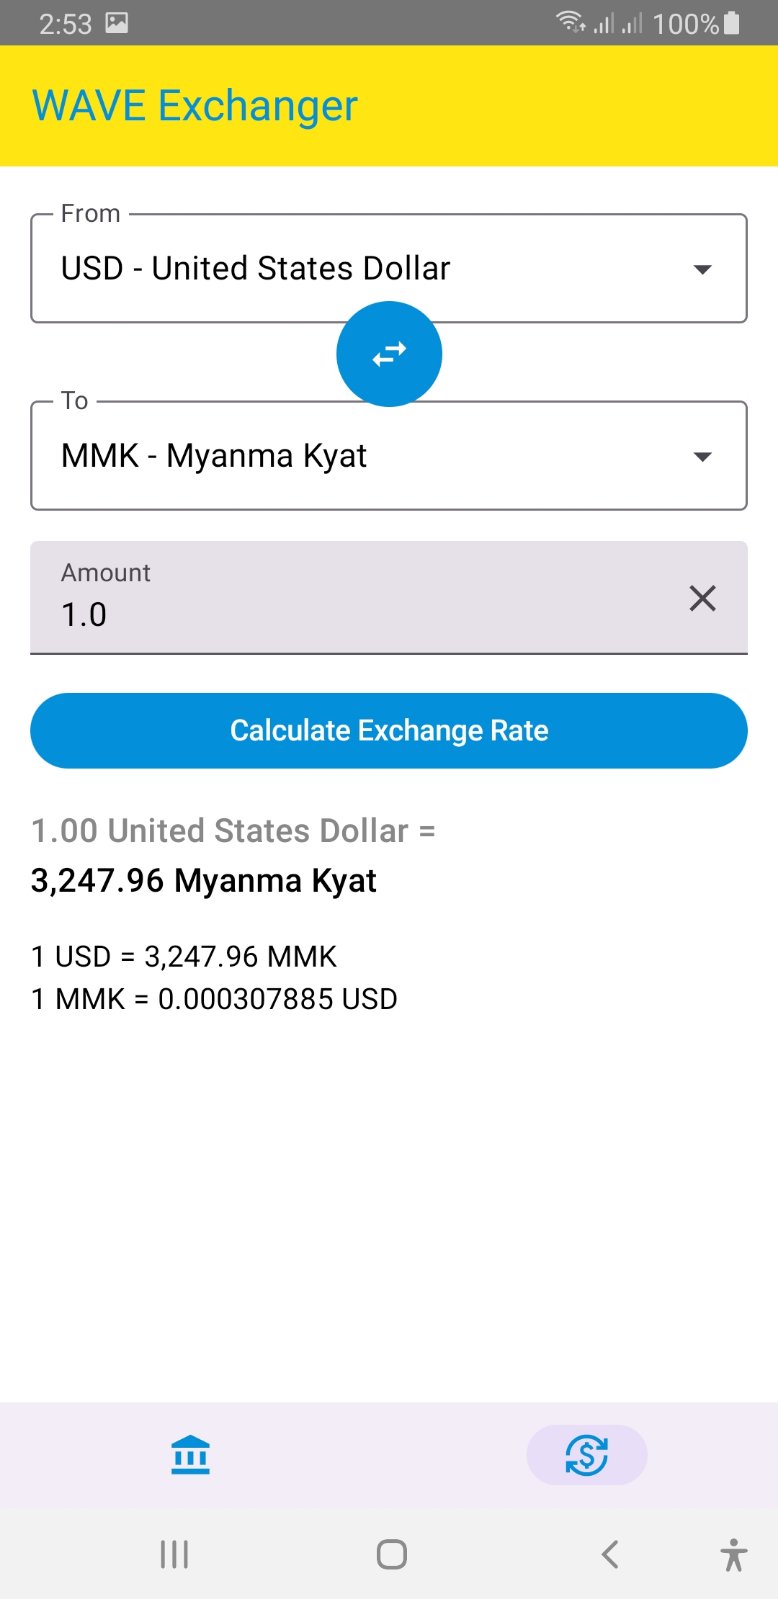 2:53 100%
WAVE Exchanger
From
USD - United States Dollar
To
MMK - Myanma Kyat
Amount
1.0
Calculate Exchange Rate
1.00 United States Dollar =
3,247.96 Myanma Kyat
1 USD = 3,247.96 MMK
1 MMK = 0.000307885 USD